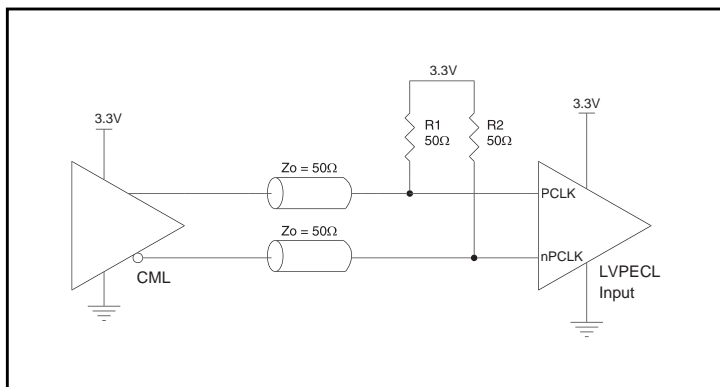 3.3V
3.3V
3.3V
R1
50Ω
R2
50Ω
Zo = 50Ω
PCLK
Zo = 50Ω
nPCLK
CML
LVPECL
Input